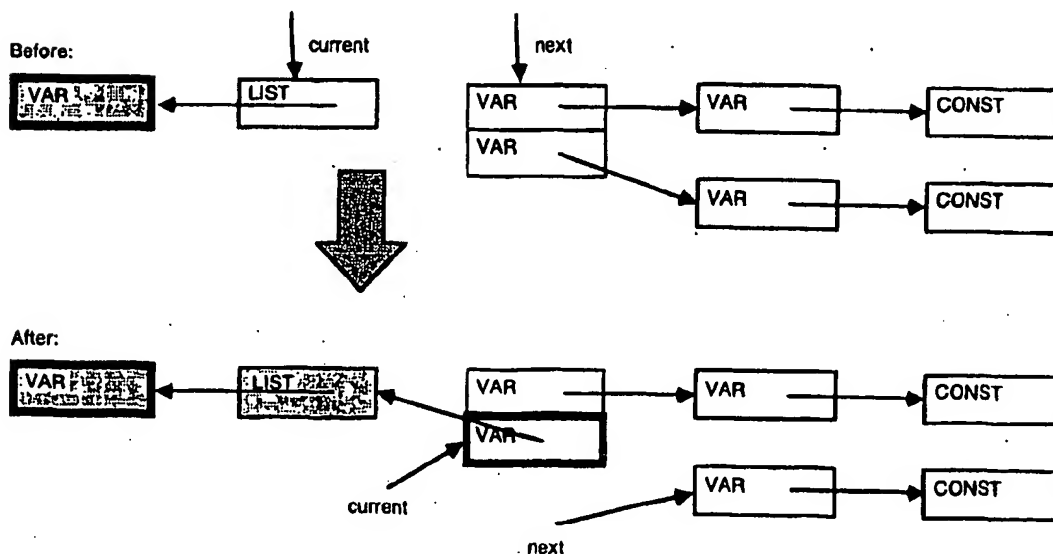 Before:
current
next
VAR
LIST
VAR
VAR
CONST
VAR
VAR
CONST
After:
VAR
LIST
VAR
VAR
CONST
VAR
current
VAR
CONST
next